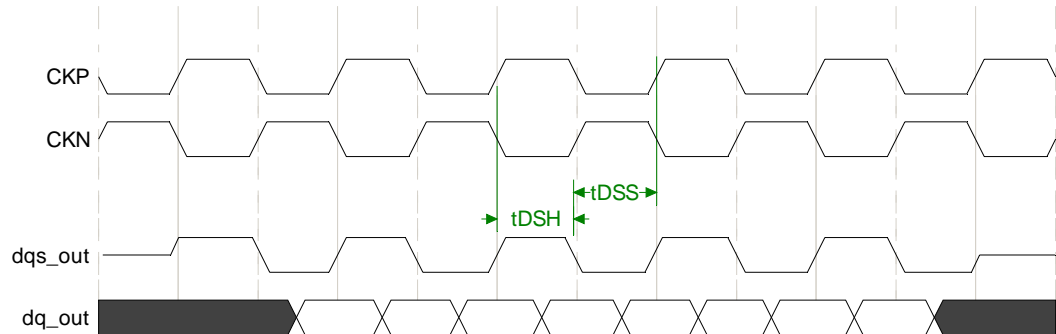 CKP
CKN
tDSS
tDSH
dqs_out
dq_out